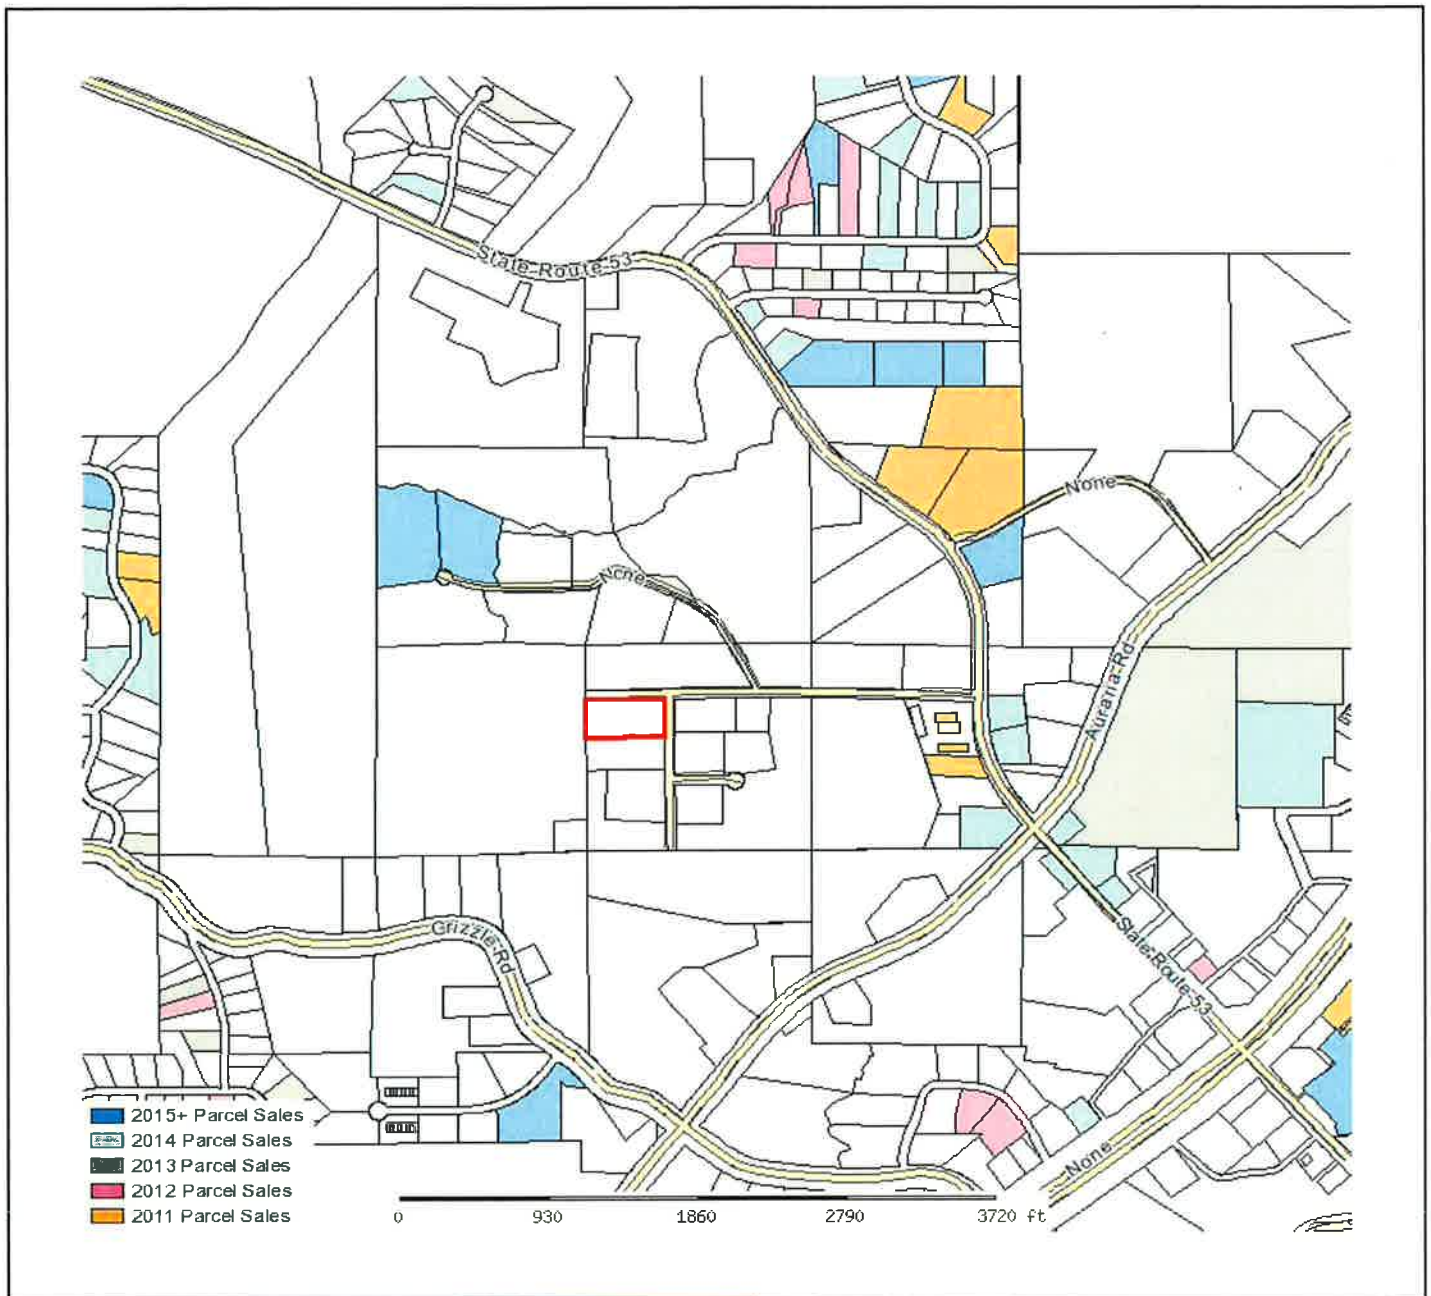 State Route 53
None
None
Auraria Rd
Grizzle Rd
State Route 53
None
2015+ Parcel Sales
2014 Parcel Sales
2013 Parcel Sales
2012 Parcel Sales
2011 Parcel Sales
0 930 1860 2790 3720 ft